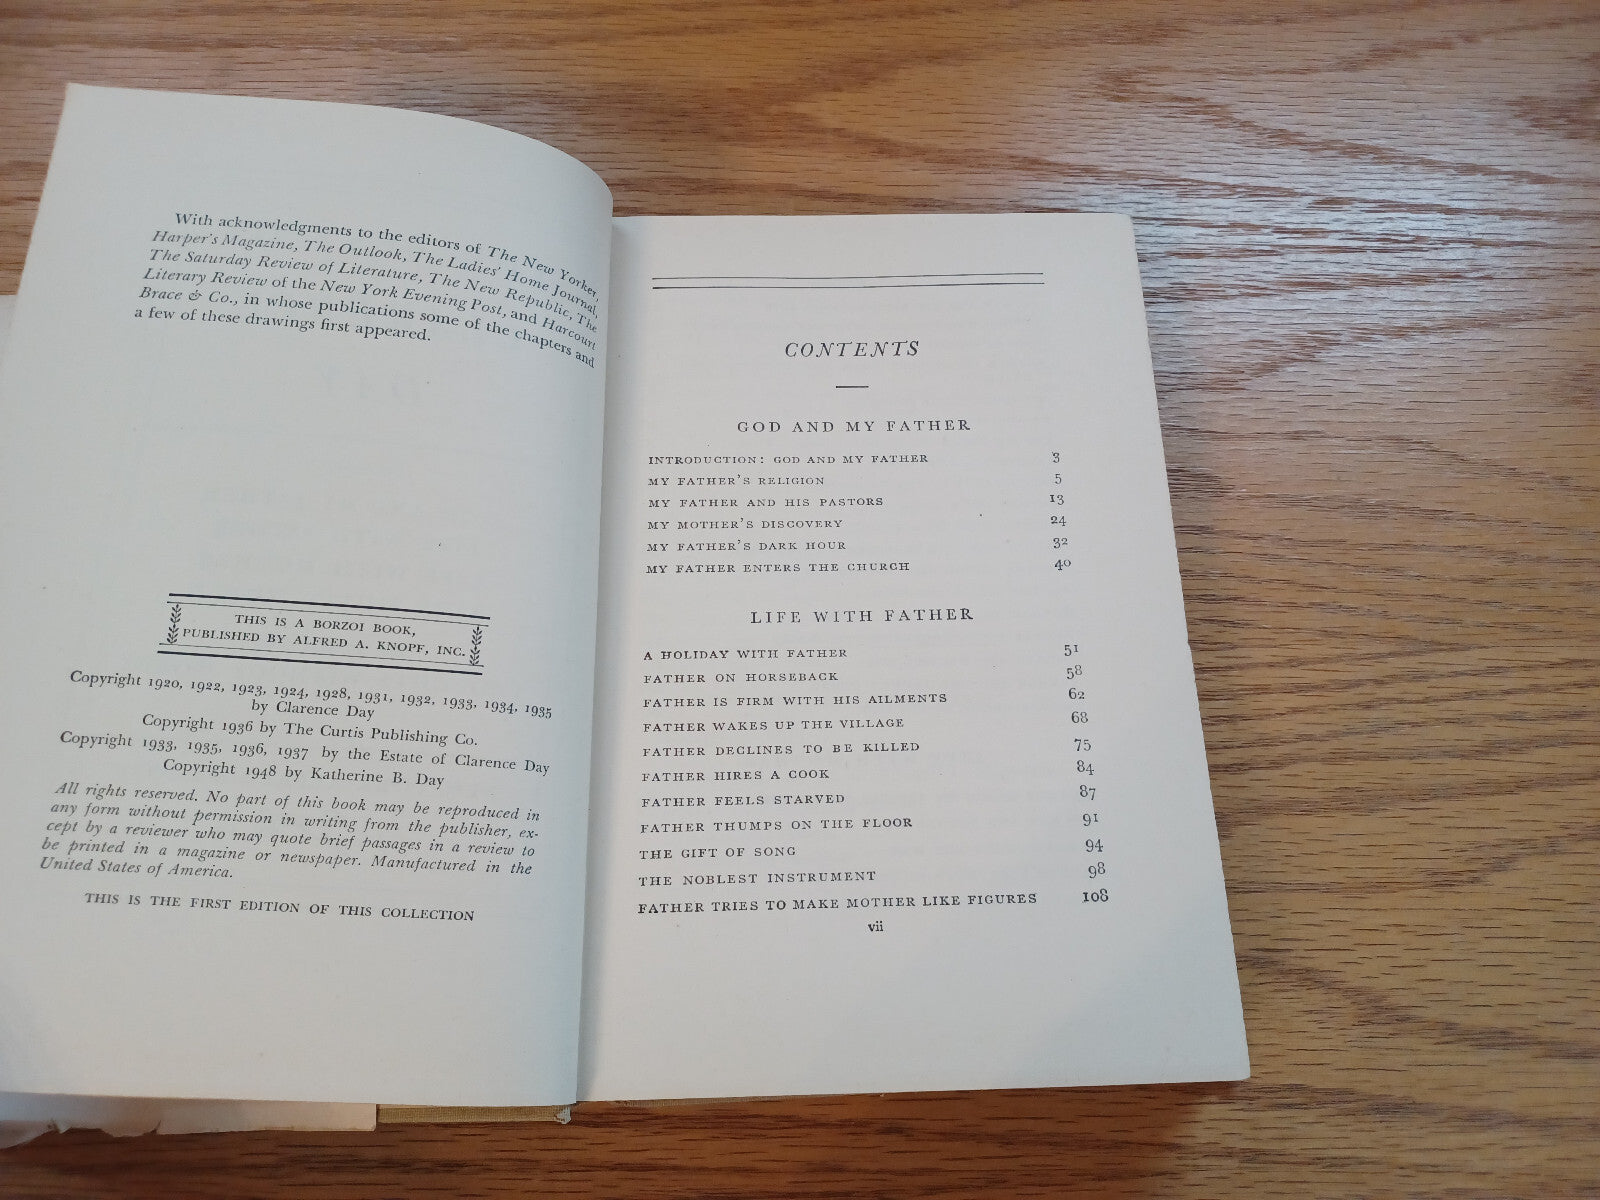 With acknowledgments to the editors of The New Yorker,
Harper's Magazine, The Outlook, The Ladies' Home Journal,
The Saturday Review of Literature, The New Republic, The
Literary Review of the New York Evening Post, and Harcourt
Brace & Co., in whose publications some of the chapters and
a few of these drawings first appeared.
THIS IS A BORZOI BOOK,
PUBLISHED BY ALFRED A. KNOPF, INC.
Copyright 1920, 1922, 1923, 1924, 1928, 1931, 1932, 1933, 1934, 1935
by Clarence Day
Copyright 1936 by The Curtis Publishing Co.
Copyright 1933, 1935, 1936, 1937 by the Estate of Clarence Day
Copyright 1948 by Katherine B. Day
All rights reserved. No part of this book may be reproduced in
any form without permission in writing from the publisher, ex-
cept by a reviewer who may quote brief passages in a review to
be printed in a magazine or newspaper. Manufactured in the
United States of America.
THIS IS THE FIRST EDITION OF THIS COLLECTION
CONTENTS
GOD AND MY FATHER
INTRODUCTION: GOD AND MY FATHER 3
MY FATHER'S RELIGION 5
MY FATHER AND HIS PASTORS 13
MY MOTHER'S DISCOVERY 24
MY FATHER'S DARK HOUR 32
MY FATHER ENTERS THE CHURCH 40
LIFE WITH FATHER
A HOLIDAY WITH FATHER 51
FATHER ON HORSEBACK 58
FATHER IS FIRM WITH HIS AILMENTS 62
FATHER WAKES UP THE VILLAGE 68
FATHER DECLINES TO BE KILLED 75
FATHER HIRES A COOK 84
FATHER FEELS STARVED 87
FATHER THUMPS ON THE FLOOR 91
THE GIFT OF SONG 94
THE NOBLEST INSTRUMENT 98
FATHER TRIES TO MAKE MOTHER LIKE FIGURES 108
vii